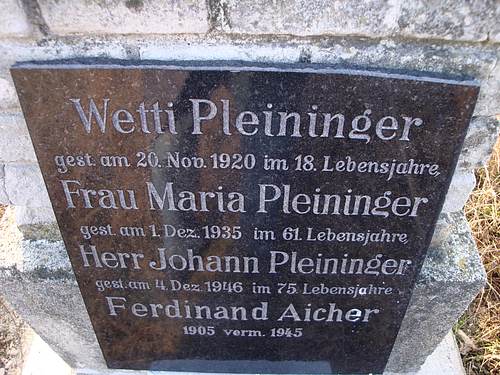 Wetti Pleininger
gest. am 20. Nov. 1920 im 18. Lebensjahre,
Frau Maria Pleininger
gest. am 1. Dez. 1935 im 61. Lebensjahre,
Herr Johann Pleininger
gest. am 4. Dez. 1946 im 75 Lebensjahre
Ferdinand Aicher
1905 verm. 1945